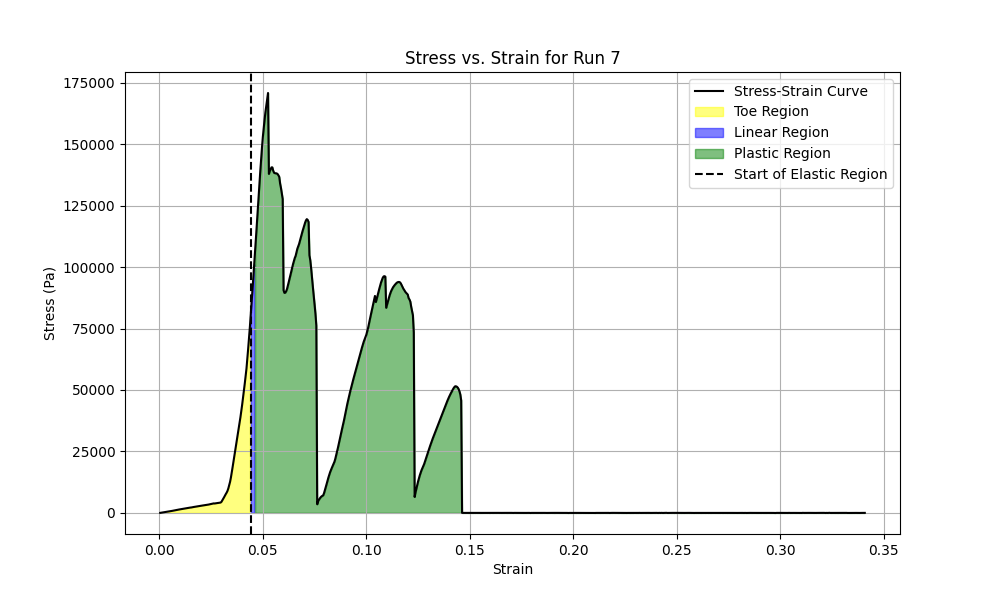 Stress vs. Strain for Run 7
175000
150000
125000
100000
75000
50000
25000
0
Stress (Pa)
Stress-Strain Curve
Toe Region
Linear Region
Plastic Region
Start of Elastic Region
0.00 0.05 0.10 0.15 0.20 0.25 0.30 0.35
Strain